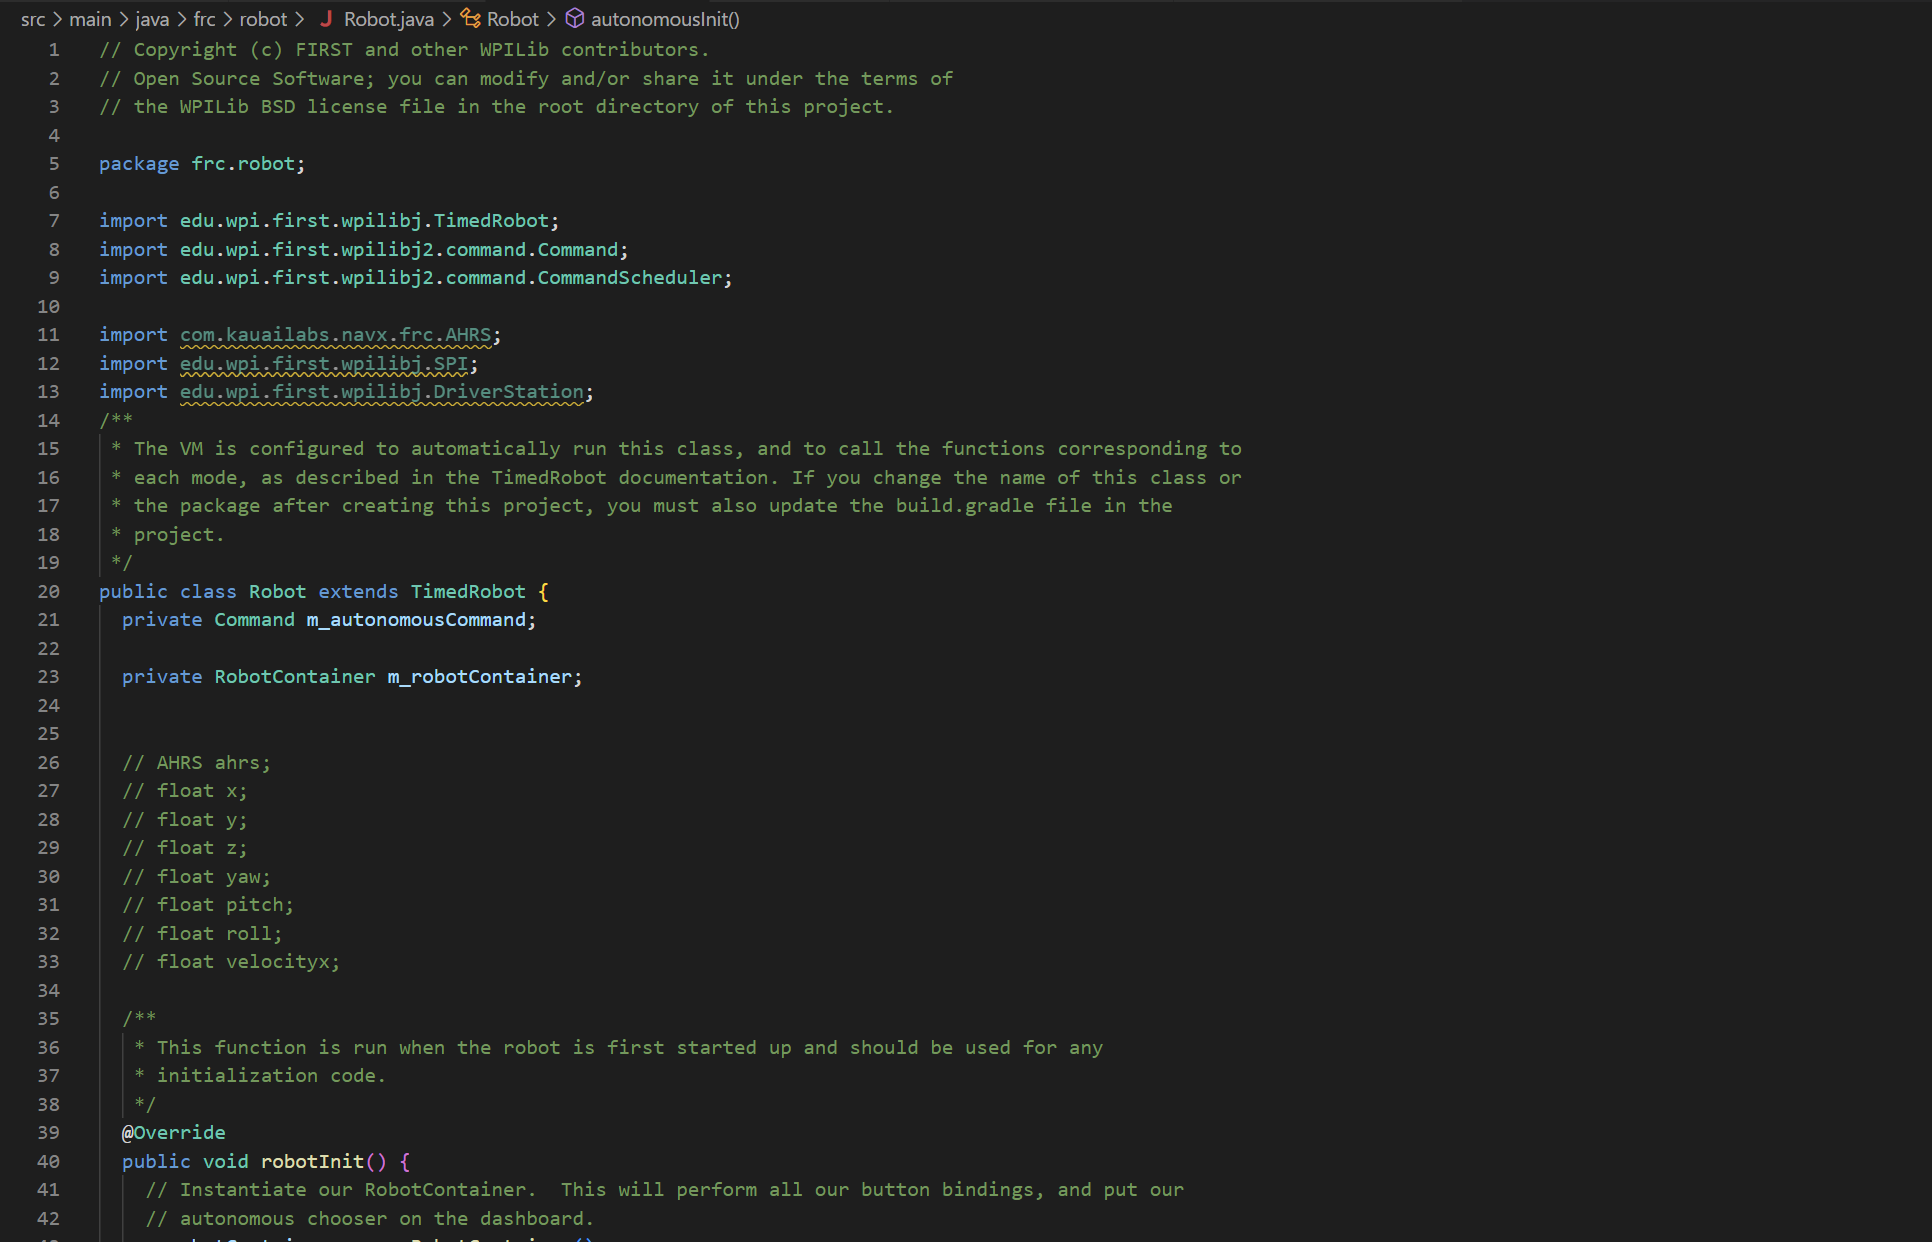 src > main > java > frc > robot > J Robot.java > Robot > autonomousInit()
1 // Copyright (c) FIRST and other WPILib contributors.
2 // Open Source Software; you can modify and/or share it under the terms of
3 // the WPILib BSD license file in the root directory of this project.
4
5 package frc.robot;
6
7 import edu.wpi.first.wpilibj.TimedRobot;
8 import edu.wpi.first.wpilibj2.command.Command;
9 import edu.wpi.first.wpilibj2.command.CommandScheduler;
10
11 import com.kauailabs.navx.frc.AHRS;
12 import edu.wpi.first.wpilibj.SPI;
13 import edu.wpi.first.wpilibj.DriverStation;
14 /**
15 * The VM is configured to automatically run this class, and to call the functions corresponding to
16 * each mode, as described in the TimedRobot documentation. If you change the name of this class or
17 * the package after creating this project, you must also update the build.gradle file in the
18 * project.
19 */
20 public class Robot extends TimedRobot {
21 private Command m_autonomousCommand;
22
23 private RobotContainer m_robotContainer;
24
25
26 // AHRS ahrs;
27 // float x;
28 // float y;
29 // float z;
30 // float yaw;
31 // float pitch;
32 // float roll;
33 // float velocityx;
34
35 /**
36 * This function is run when the robot is first started up and should be used for any
37 * initialization code.
38 */
39 @Override
40 public void robotInit() {
41 // Instantiate our RobotContainer.  This will perform all our button bindings, and put our
42 // autonomous chooser on the dashboard.